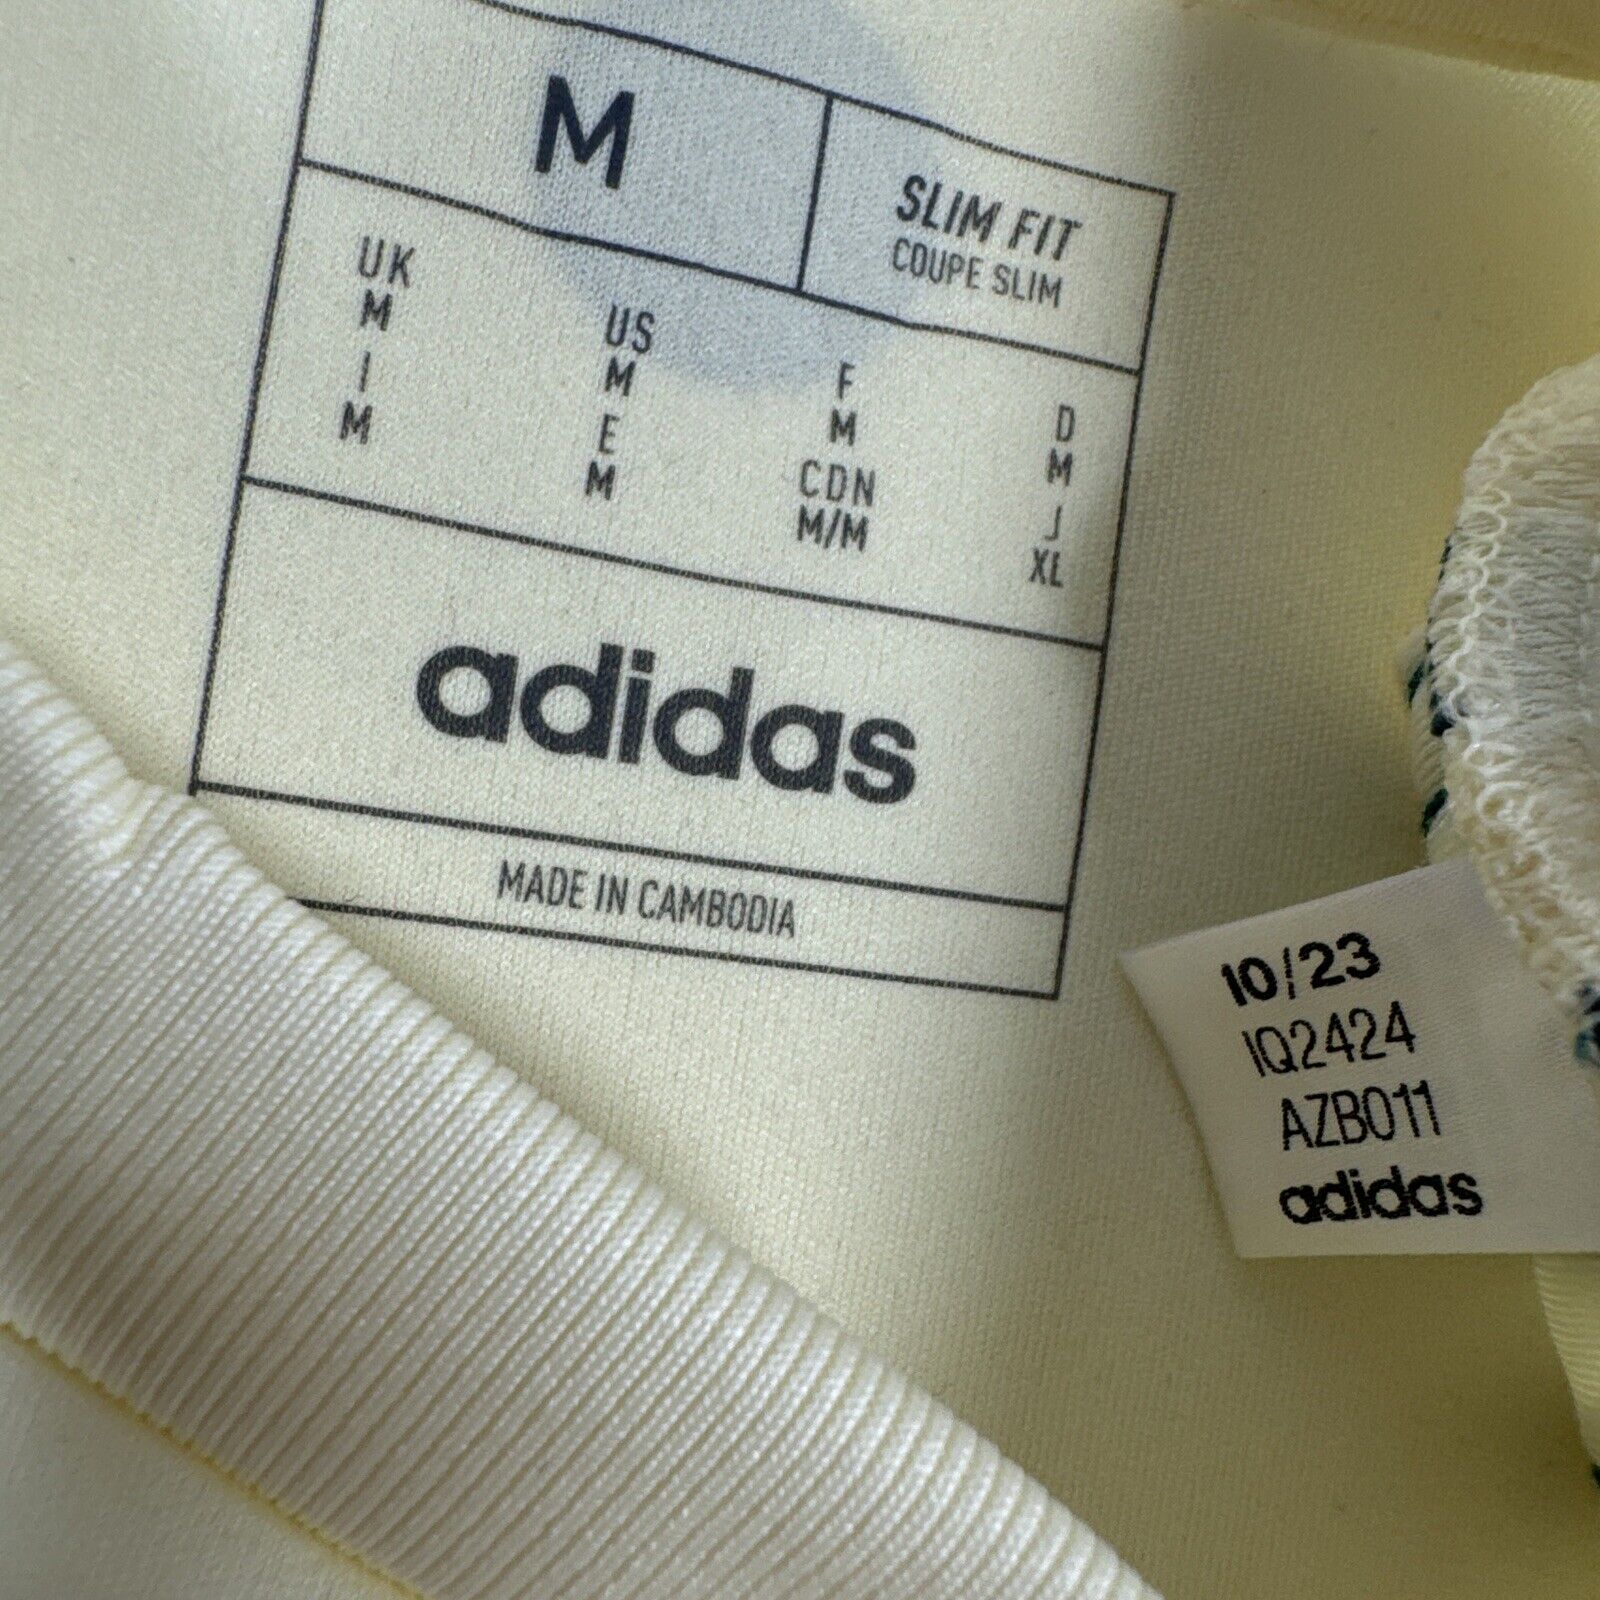 M
SLIM FIT
COUPE SLIM
UK US F D
M M M M
I E CDN J
M M M/M XL
adidas
MADE IN CAMBODIA
10/23
IQ2424
AZB011
adidas